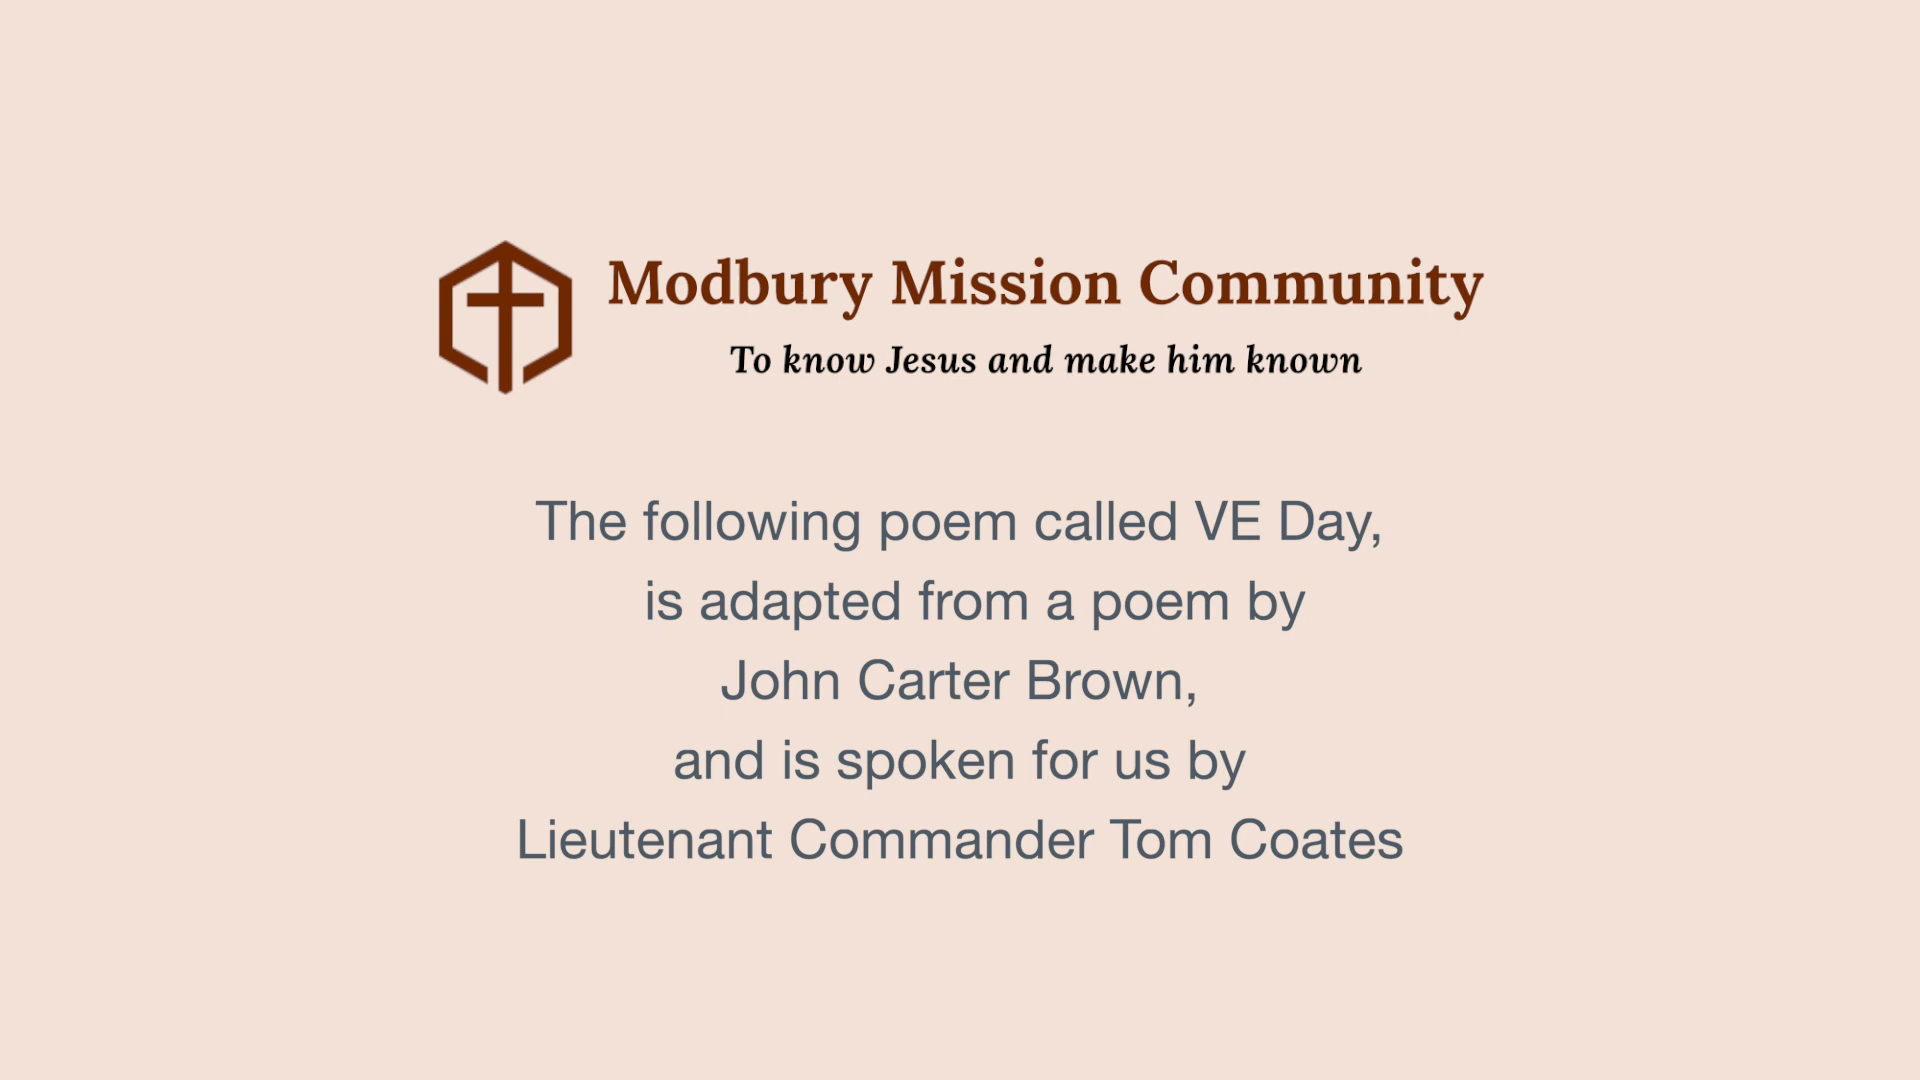 Modbury Mission Community
To know Jesus and make him known
The following poem called VE Day,
is adapted from a poem by
John Carter Brown,
and is spoken for us by
Lieutenant Commander Tom Coates